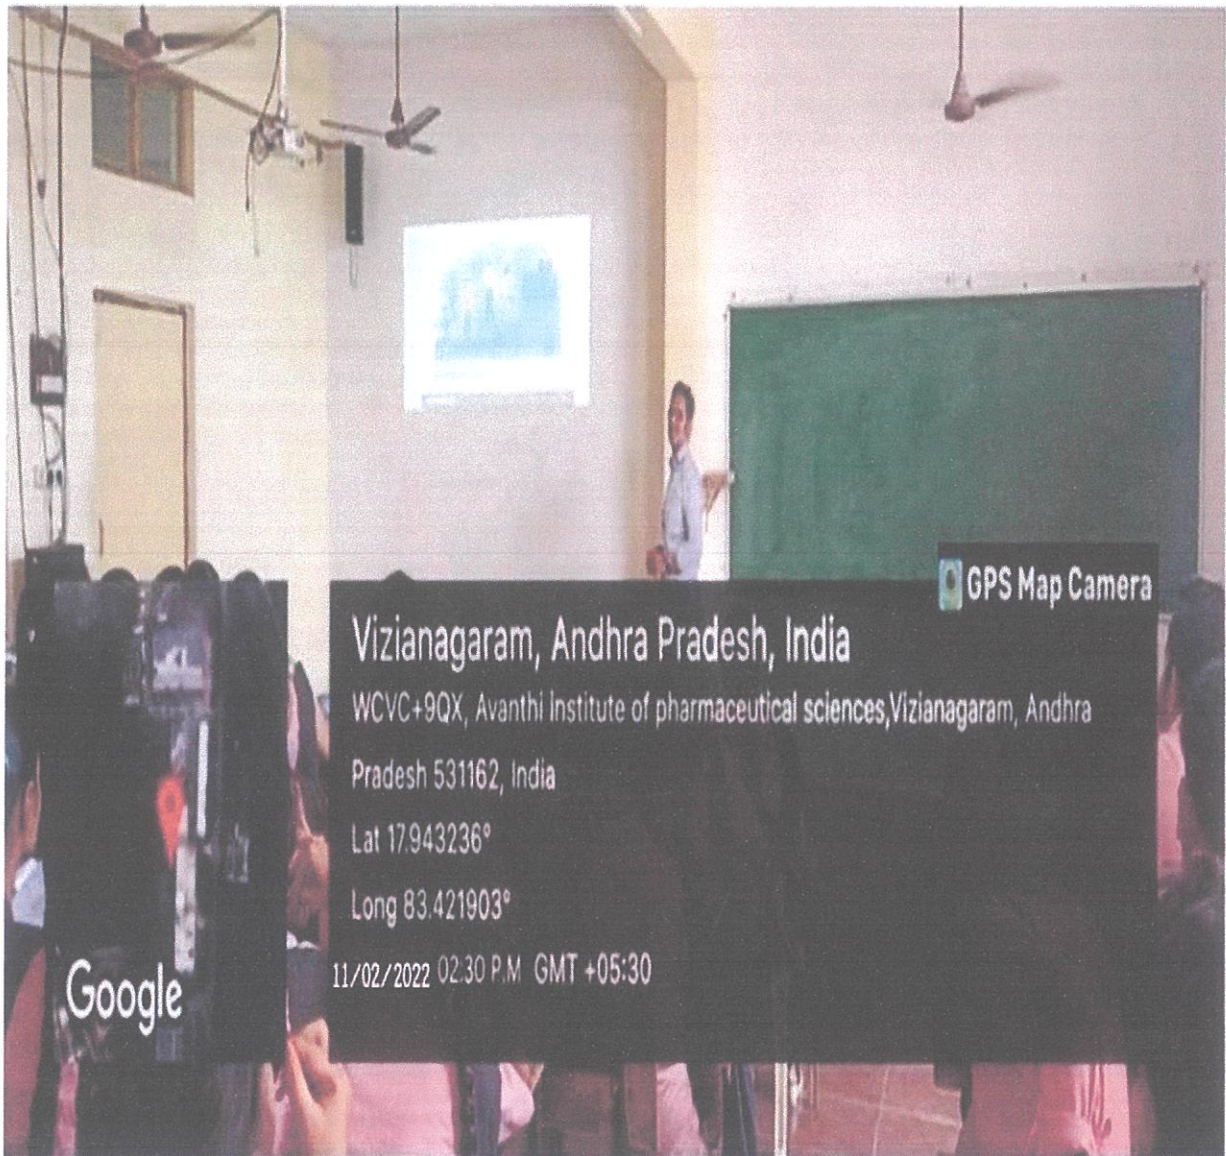 GPS Map Camera
Vizianagaram, Andhra Pradesh, India
WCVC+9QX, Avanthi institute of pharmaceutical sciences,Vizianagaram, Andhra
Pradesh 531162, India
Lat 17.943236°
Long 83.421903°
11/02/2022 02:30 P.M GMT +05:30
Google